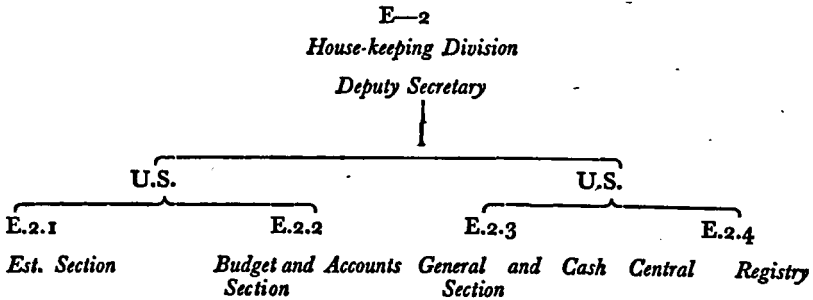 E—2
House-keeping Division
Deputy Secretary
U.S. U.S.
E.2.1 E.2.2 E.2.3 E.2.4
Est. Section Budget and Accounts General and Cash Central Registry
Section Section